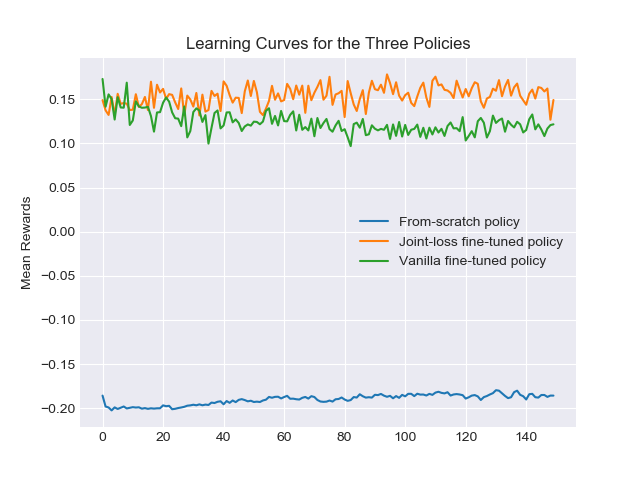 Learning Curves for the Three Policies
Mean Rewards
0.15
0.10
0.05
0.00
−0.05
−0.10
−0.15
−0.20
From-scratch policy
Joint-loss fine-tuned policy
Vanilla fine-tuned policy
0 20 40 60 80 100 120 140